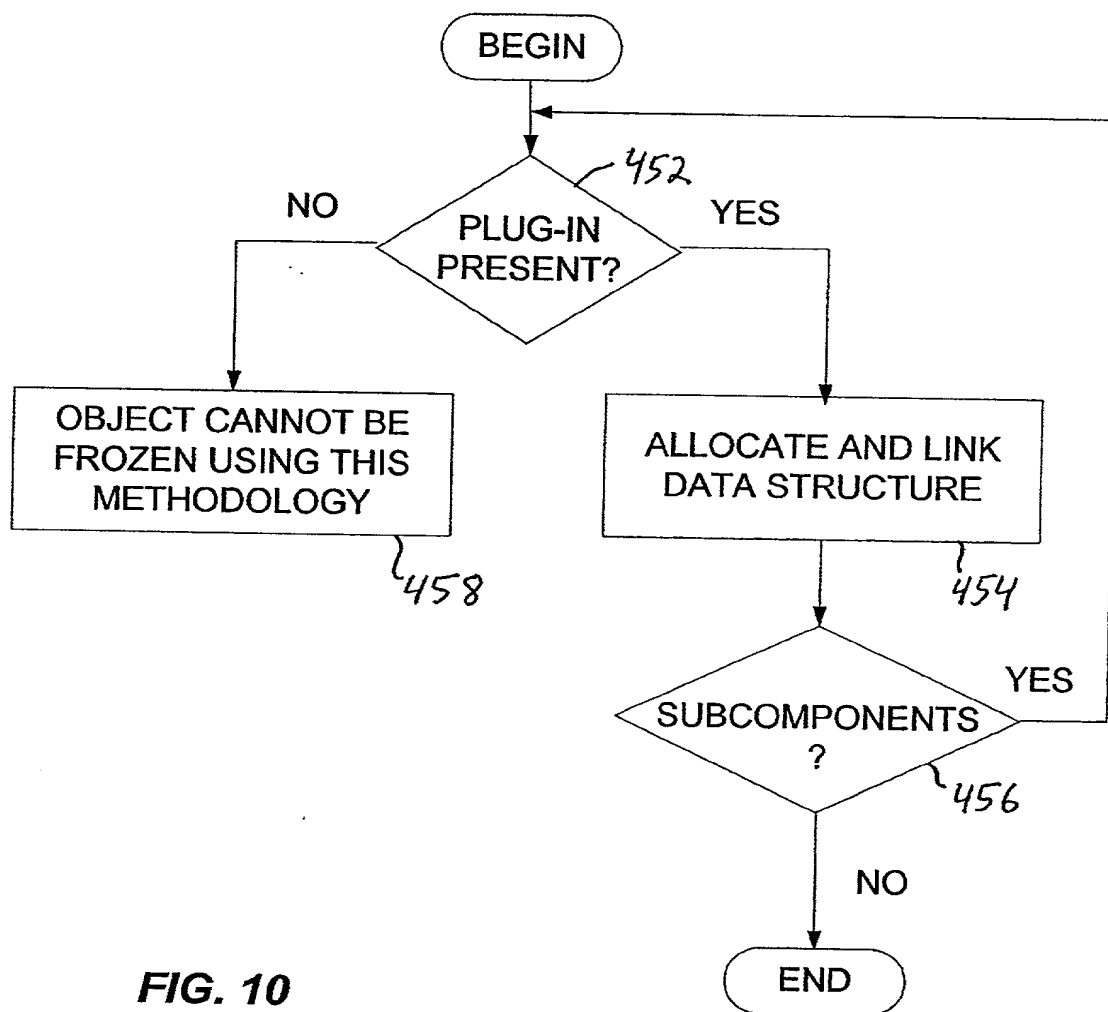 BEGIN
452
NO
YES
PLUG-IN
PRESENT?
OBJECT CANNOT BE
FROZEN USING THIS
METHODOLOGY
ALLOCATE AND LINK
DATA STRUCTURE
458
454
YES
SUBCOMPONENTS
?
456
NO
END
FIG. 10